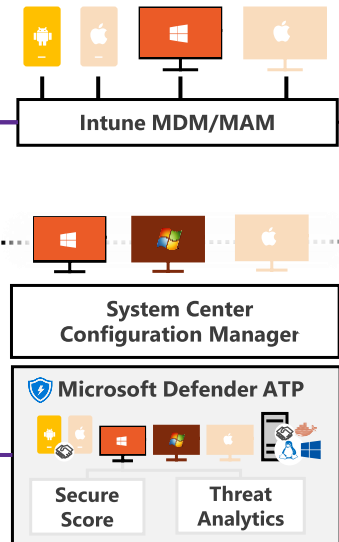 Intune MDM/MAM
System Center
Configuration Manager
Microsoft Defender ATP
Secure
Score
Threat
Analytics